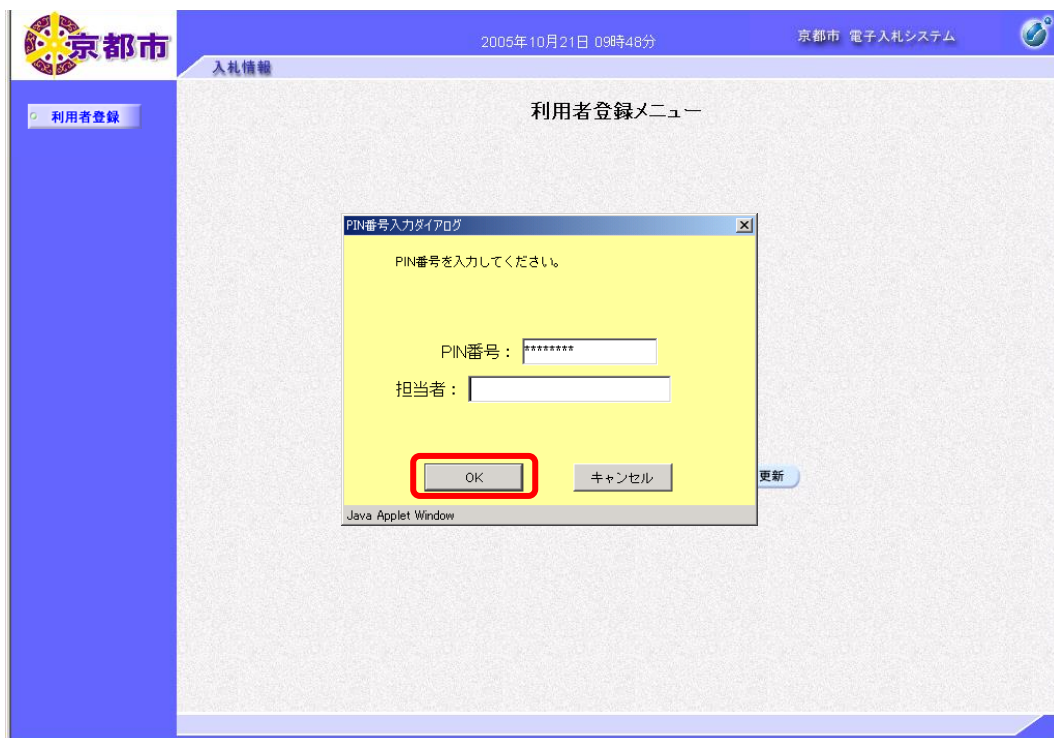 京都市
2005年10月21日 09時48分
京都市 電子入札システム
入札情報
利用者登録
利用者登録メニュー
PIN番号入力ダイアログ
PIN番号を入力してください。
PIN番号： ********
担当者：
OK
キャンセル
更新
Java Applet Window